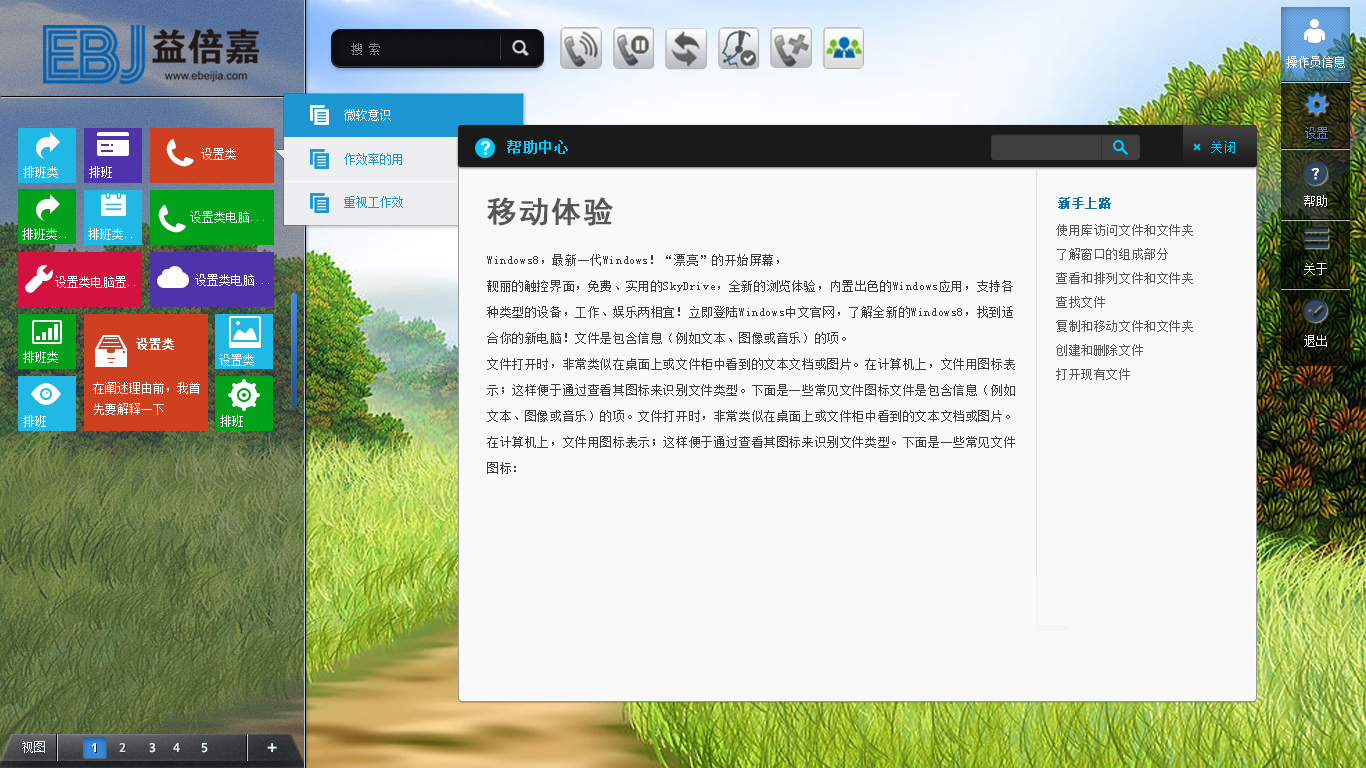 EBJ 益倍嘉
www.ebeijia.com
搜 索
操作员信息
设置
帮助
关于
退出
微软意识
作效率的用
重视工作效
排班类
排班
设置类
排班类..
排班类..
设置类电脑...
设置类电脑置..
设置类电脑...
排班类
设置类
在阐述理由前，我首
先要解释一下
设置类
排班
排班
? 帮助中心
× 关闭
移动体验
Windows8，最新一代Windows！“漂亮”的开始屏幕，
靓丽的触控界面，免费、实用的SkyDrive，全新的浏览体验，内置出色的Windows应用，支持各
种类型的设备，工作、娱乐两相宜！立即登陆Windows中文官网，了解全新的Windows8，找到适
合你的新电脑！文件是包含信息（例如文本、图像或音乐）的项。
文件打开时，非常类似在桌面上或文件柜中看到的文本文档或图片。在计算机上，文件用图标表
示；这样便于通过查看其图标来识别文件类型。下面是一些常见文件图标文件是包含信息（例如
文本、图像或音乐）的项。文件打开时，非常类似在桌面上或文件柜中看到的文本文档或图片。
在计算机上，文件用图标表示；这样便于通过查看其图标来识别文件类型。下面是一些常见文件
图标：
新手上路
使用库访问文件和文件夹
了解窗口的组成部分
查看和排列文件和文件夹
查找文件
复制和移动文件和文件夹
创建和删除文件
打开现有文件
视图 1 2 3 4 5 +